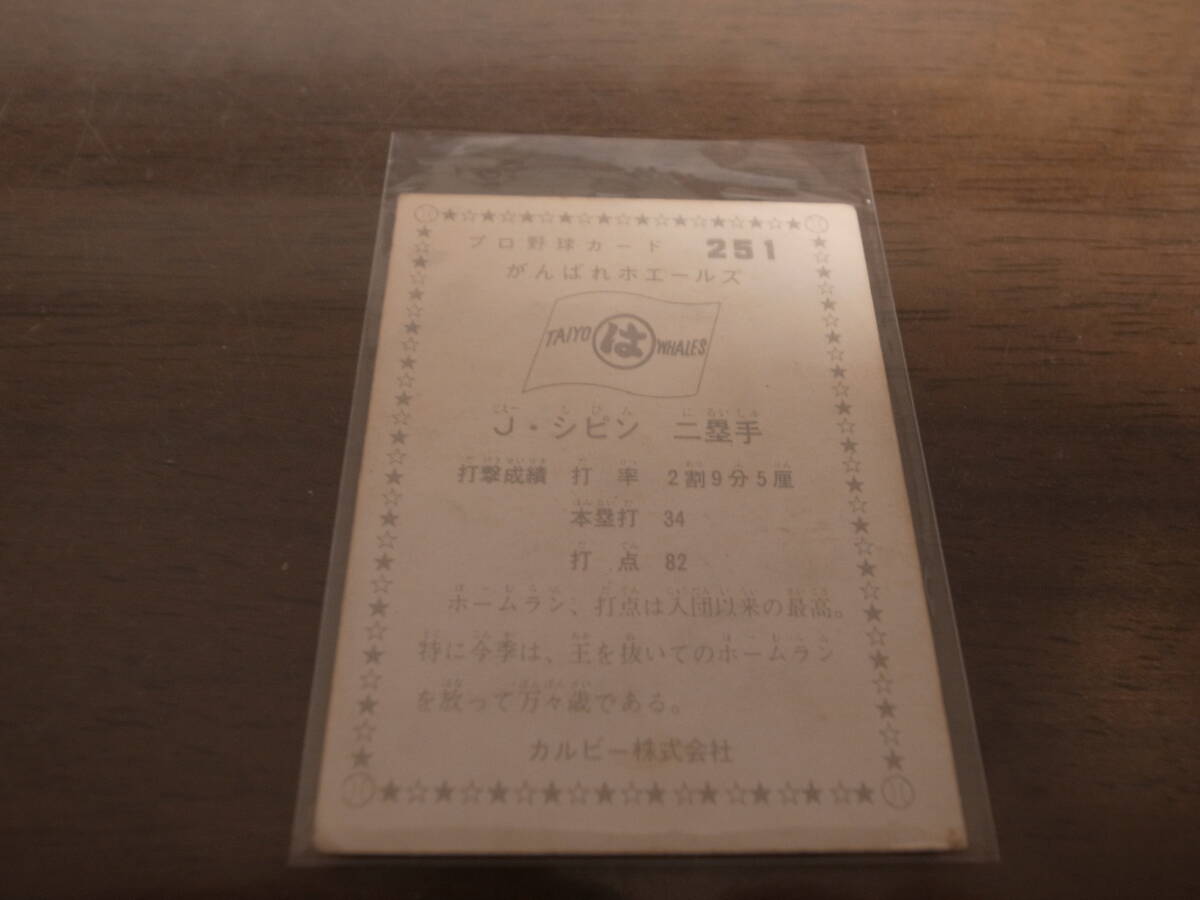 プロ野球カード 251
がんばれホエールズ
TAIYO は WHALES
J・シピン 二塁手
打撃成績 打率 2割9分5厘
本塁打 34
打点 82
ホームラン、打点は入団以来の最高。
特に今季は、王を抜いてのホームラン
を放って万々歳である。
カルビー株式会社